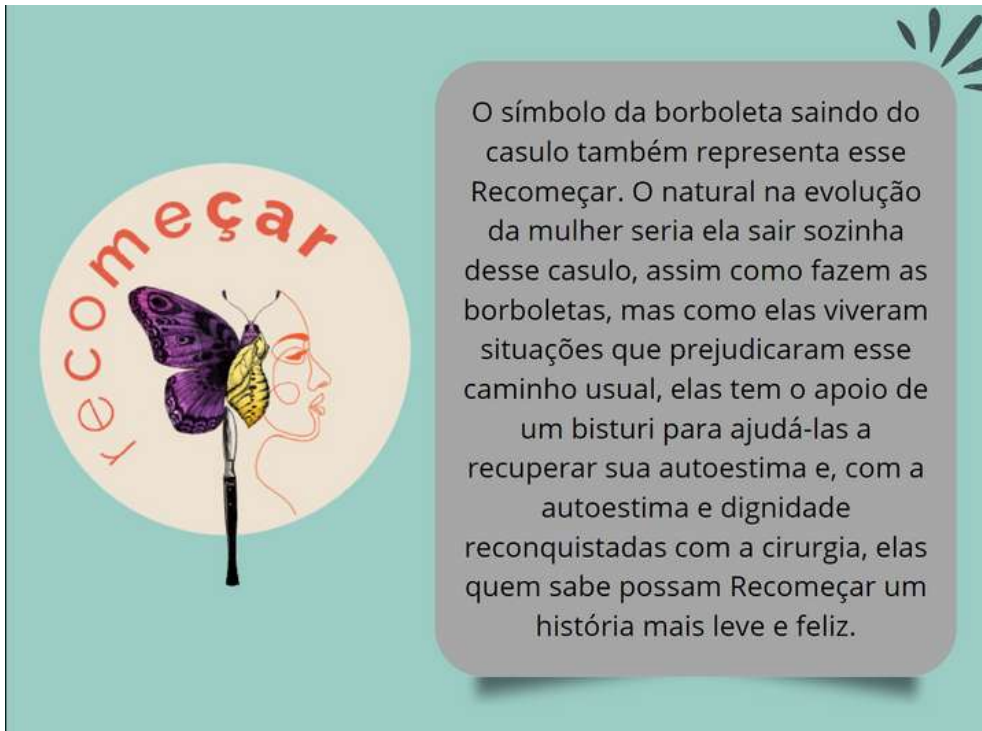 recomeçar
O símbolo da borboleta saindo do
casulo também representa esse
Recomeçar. O natural na evolução
da mulher seria ela sair sozinha
desse casulo, assim como fazem as
borboletas, mas como elas viveram
situações que prejudicaram esse
caminho usual, elas tem o apoio de
um bisturi para ajudá-las a
recuperar sua autoestima e, com a
autoestima e dignidade
reconquistadas com a cirurgia, elas
quem sabe possam Recomeçar um
história mais leve e feliz.